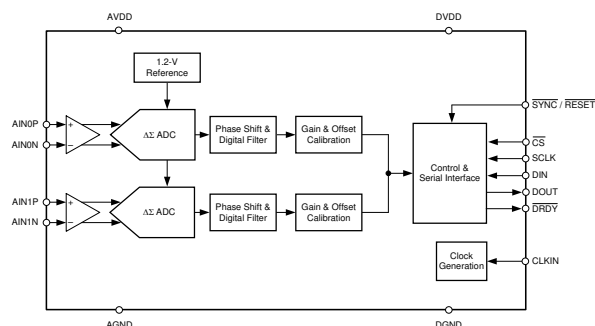 AVDD
DVDD
1.2-V
Reference
SYNC / RESET
AIN0P
+
ΔΣ ADC
Phase Shift &
Digital Filter
Gain & Offset
Calibration
AIN0N
−
CS
SCLK
Control &
Serial Interface
DIN
DOUT
DRDY
AIN1P
+
ΔΣ ADC
Phase Shift &
Digital Filter
Gain & Offset
Calibration
AIN1N
−
Clock
Generation
CLKIN
AGND
DGND